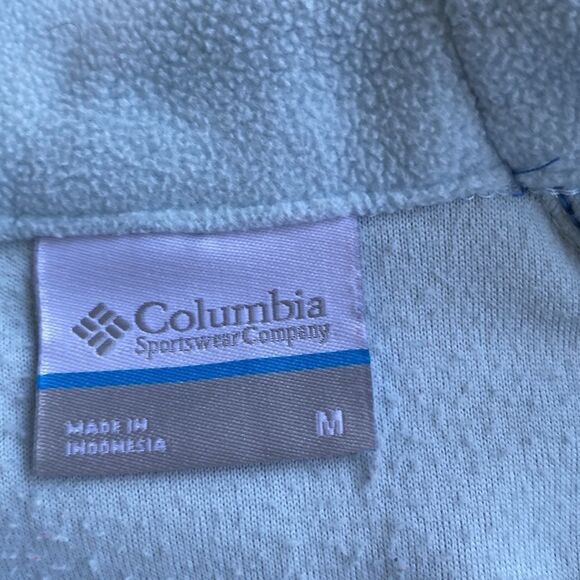 Columbia
Sportswear Company
MADE IN
INDONESIA
M